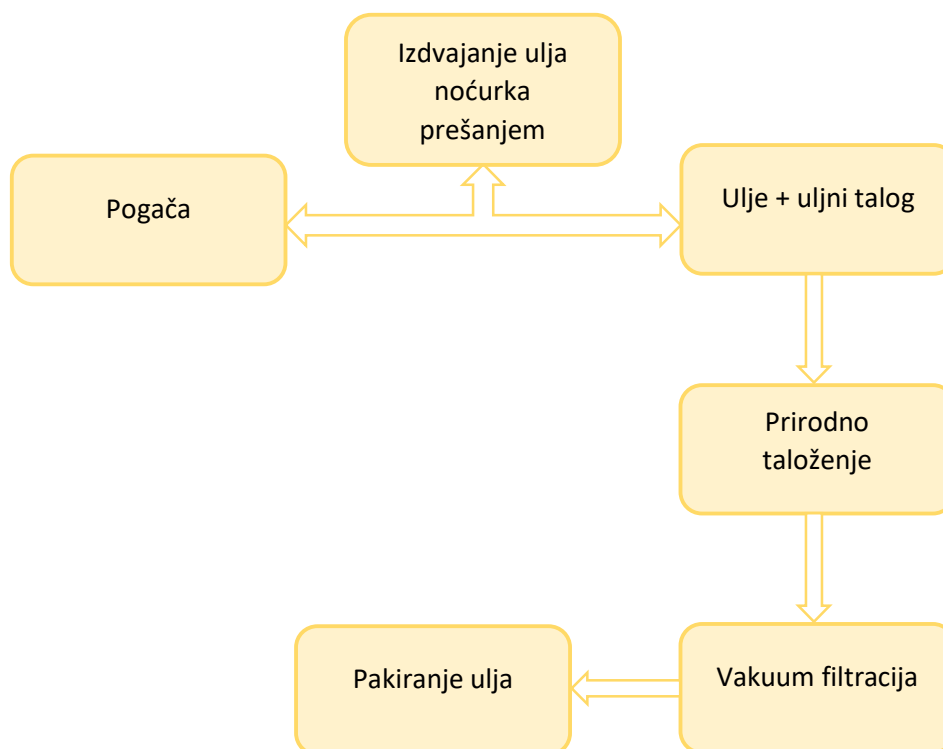 Izdvajanje ulja
noćurka
prešanjem
Pogača
Ulje + uljni talog
Prirodno
taloženje
Vakuum filtracija
Pakiranje ulja